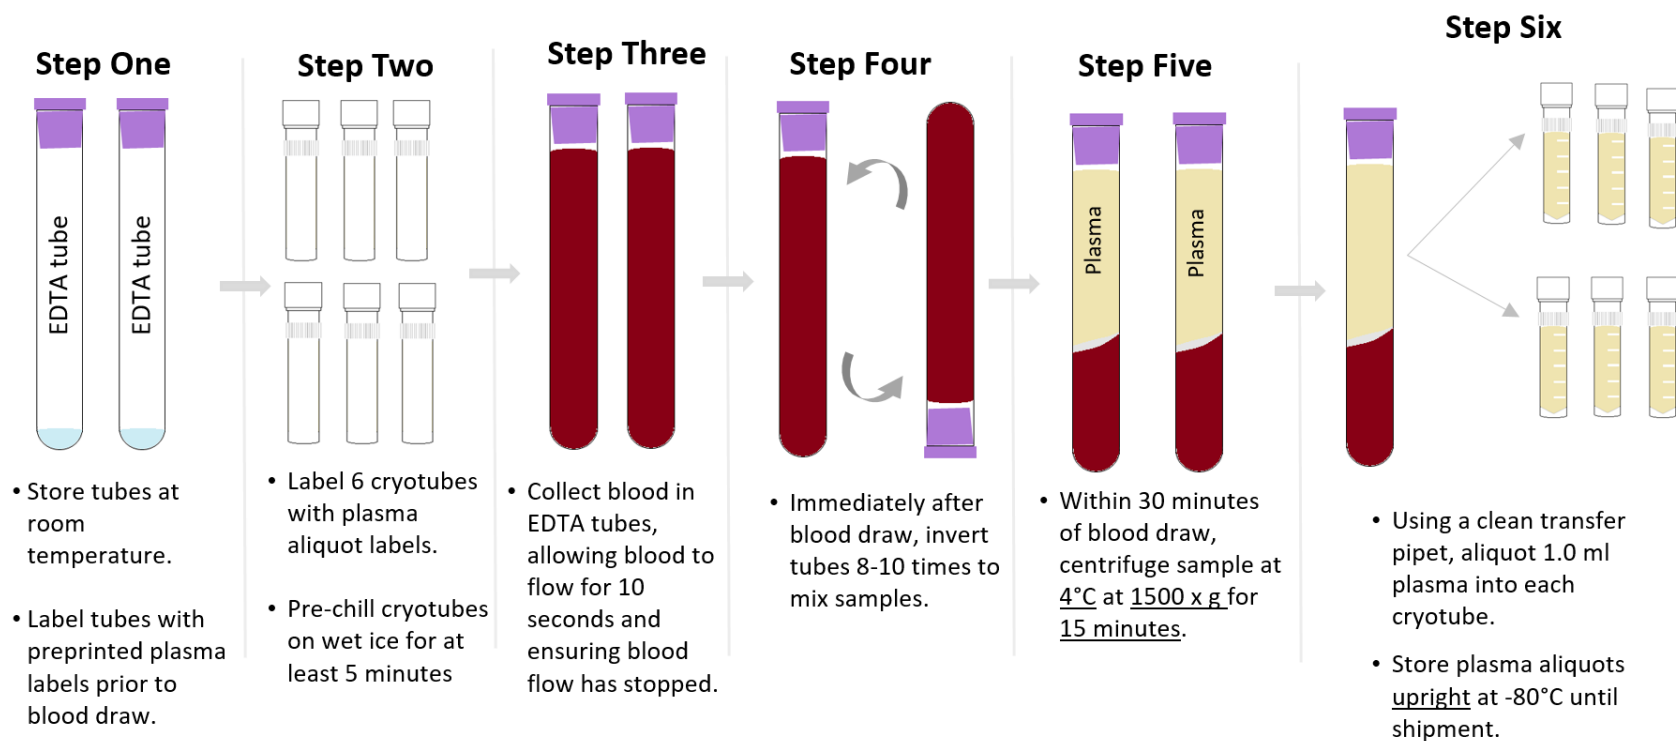 Step One
EDTA tube
EDTA tube
• Store tubes at
room
temperature.
• Label tubes with
preprinted plasma
labels prior to
blood draw.
Step Two
• Label 6 cryotubes
with plasma
aliquot labels.
• Pre-chill cryotubes
on wet ice for at
least 5 minutes
Step Three
• Collect blood in
EDTA tubes,
allowing blood to
flow for 10
seconds and
ensuring blood
flow has stopped.
Step Four
• Immediately after
blood draw, invert
tubes 8-10 times to
mix samples.
Step Five
Plasma
Plasma
• Within 30 minutes
of blood draw,
centrifuge sample at
4°C at 1500 x g for
15 minutes.
Step Six
• Using a clean transfer
pipet, aliquot 1.0 ml
plasma into each
cryotube.
• Store plasma aliquots
upright at -80°C until
shipment.